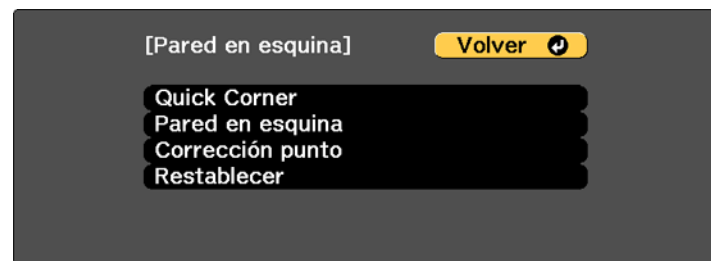 [Pared en esquina] Volver
Quick Corner
Pared en esquina
Corrección punto
Restablecer